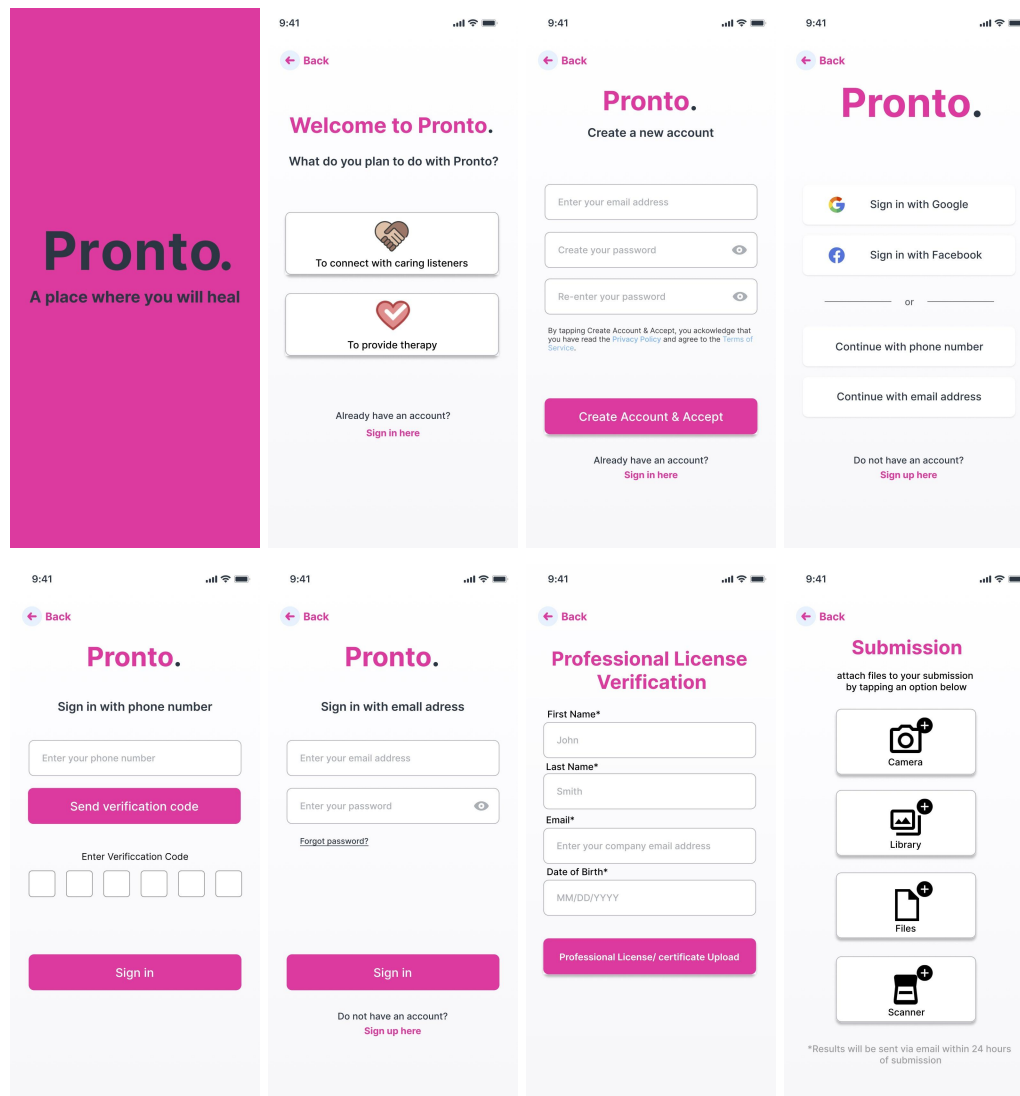 Pronto.
A place where you will heal
9:41
Back
Welcome to Pronto.
What do you plan to do with Pronto?
To connect with caring listeners
To provide therapy
Already have an account?
Sign in here
9:41
Back
Pronto.
Create a new account
Enter your email address
Create your password
Re-enter your password
By tapping Create Account & Accept, you ackowledge that
you have read the Privacy Policy and agree to the Terms of
Service.
Create Account & Accept
Already have an account?
Sign in here
9:41
Back
Pronto.
Sign in with Google
Sign in with Facebook
or
Continue with phone number
Continue with email address
Do not have an account?
Sign up here
9:41
Back
Pronto.
Sign in with phone number
Enter your phone number
Send verification code
Enter Verificcation Code
Sign in
9:41
Back
Pronto.
Sign in with emall adress
Enter your email address
Enter your password
Forgot password?
Sign in
Do not have an account?
Sign up here
9:41
Back
Professional License
Verification
First Name*
John
Last Name*
Smith
Email*
Enter your company email address
Date of Birth*
MM/DD/YYYY
Professional License/ certificate Upload
9:41
Back
Submission
attach files to your submission
by tapping an option below
Camera
Library
Files
Scanner
*Results will be sent via email within 24 hours
of submission